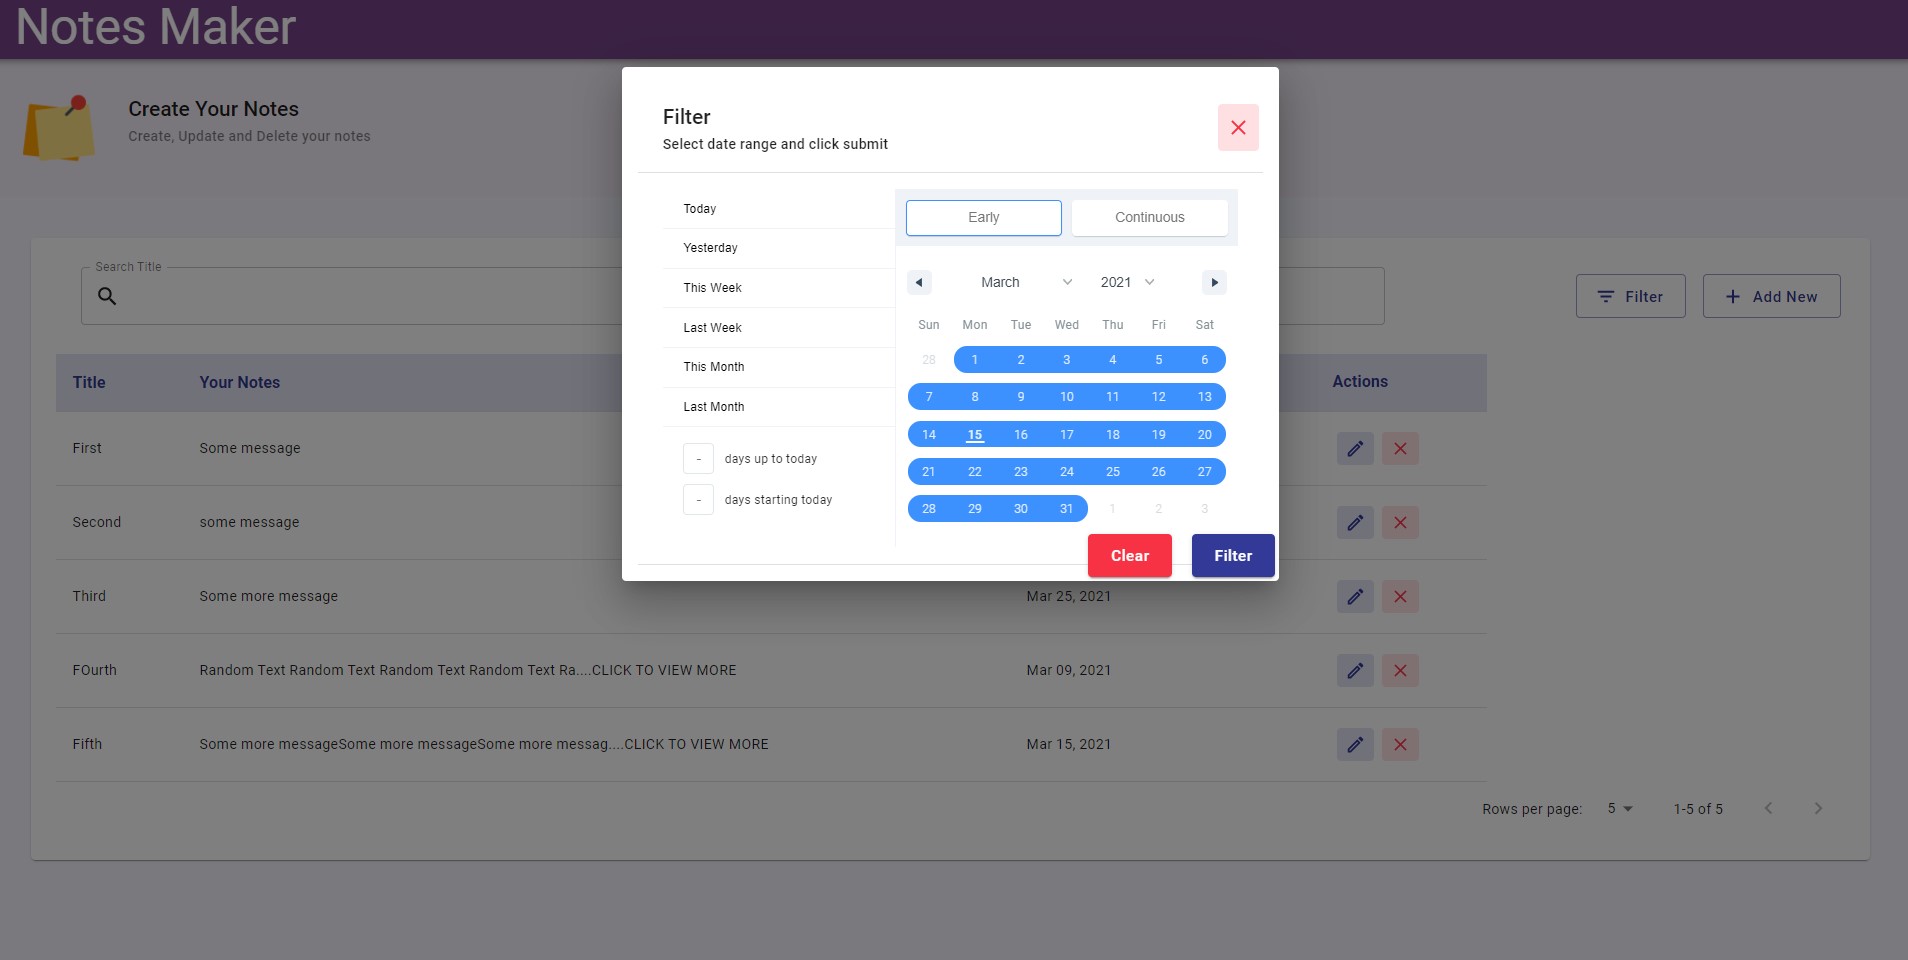 Notes Maker
Create Your Notes
Create, Update and Delete your notes
Search Title
Filter
Add New
Title Your Notes Actions
First Some message
Second some message
Third Some more message Mar 25, 2021
FOurth Random Text Random Text Random Text Random Text Ra....CLICK TO VIEW MORE Mar 09, 2021
Fifth Some more messageSome more messageSome more messag....CLICK TO VIEW MORE Mar 15, 2021
Rows per page: 5 1-5 of 5
Filter
Select date range and click submit
Today
Yesterday
This Week
Last Week
This Month
Last Month
- days up to today
- days starting today
Early Continuous
March 2021
Sun Mon Tue Wed Thu Fri Sat
28 1 2 3 4 5 6
7 8 9 10 11 12 13
14 15 16 17 18 19 20
21 22 23 24 25 26 27
28 29 30 31 1 2 3
Clear Filter